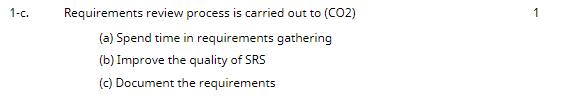 1-c. Requirements review process is carried out to (CO2) 1
(a) Spend time in requirements gathering
(b) Improve the quality of SRS
(c) Document the requirements